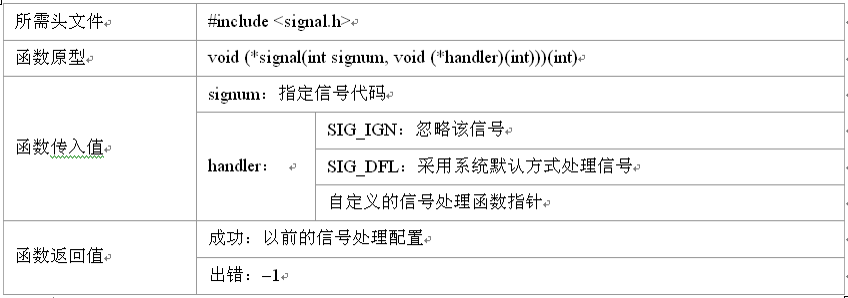 所需头文件
#include <signal.h>
函数原型
void (*signal(int signum, void (*handler)(int)))(int)
函数传入值
signum：指定信号代码
handler：
SIG_IGN：忽略该信号
SIG_DFL：采用系统默认方式处理信号
自定义的信号处理函数指针
函数返回值
成功：以前的信号处理配置
出错：–1